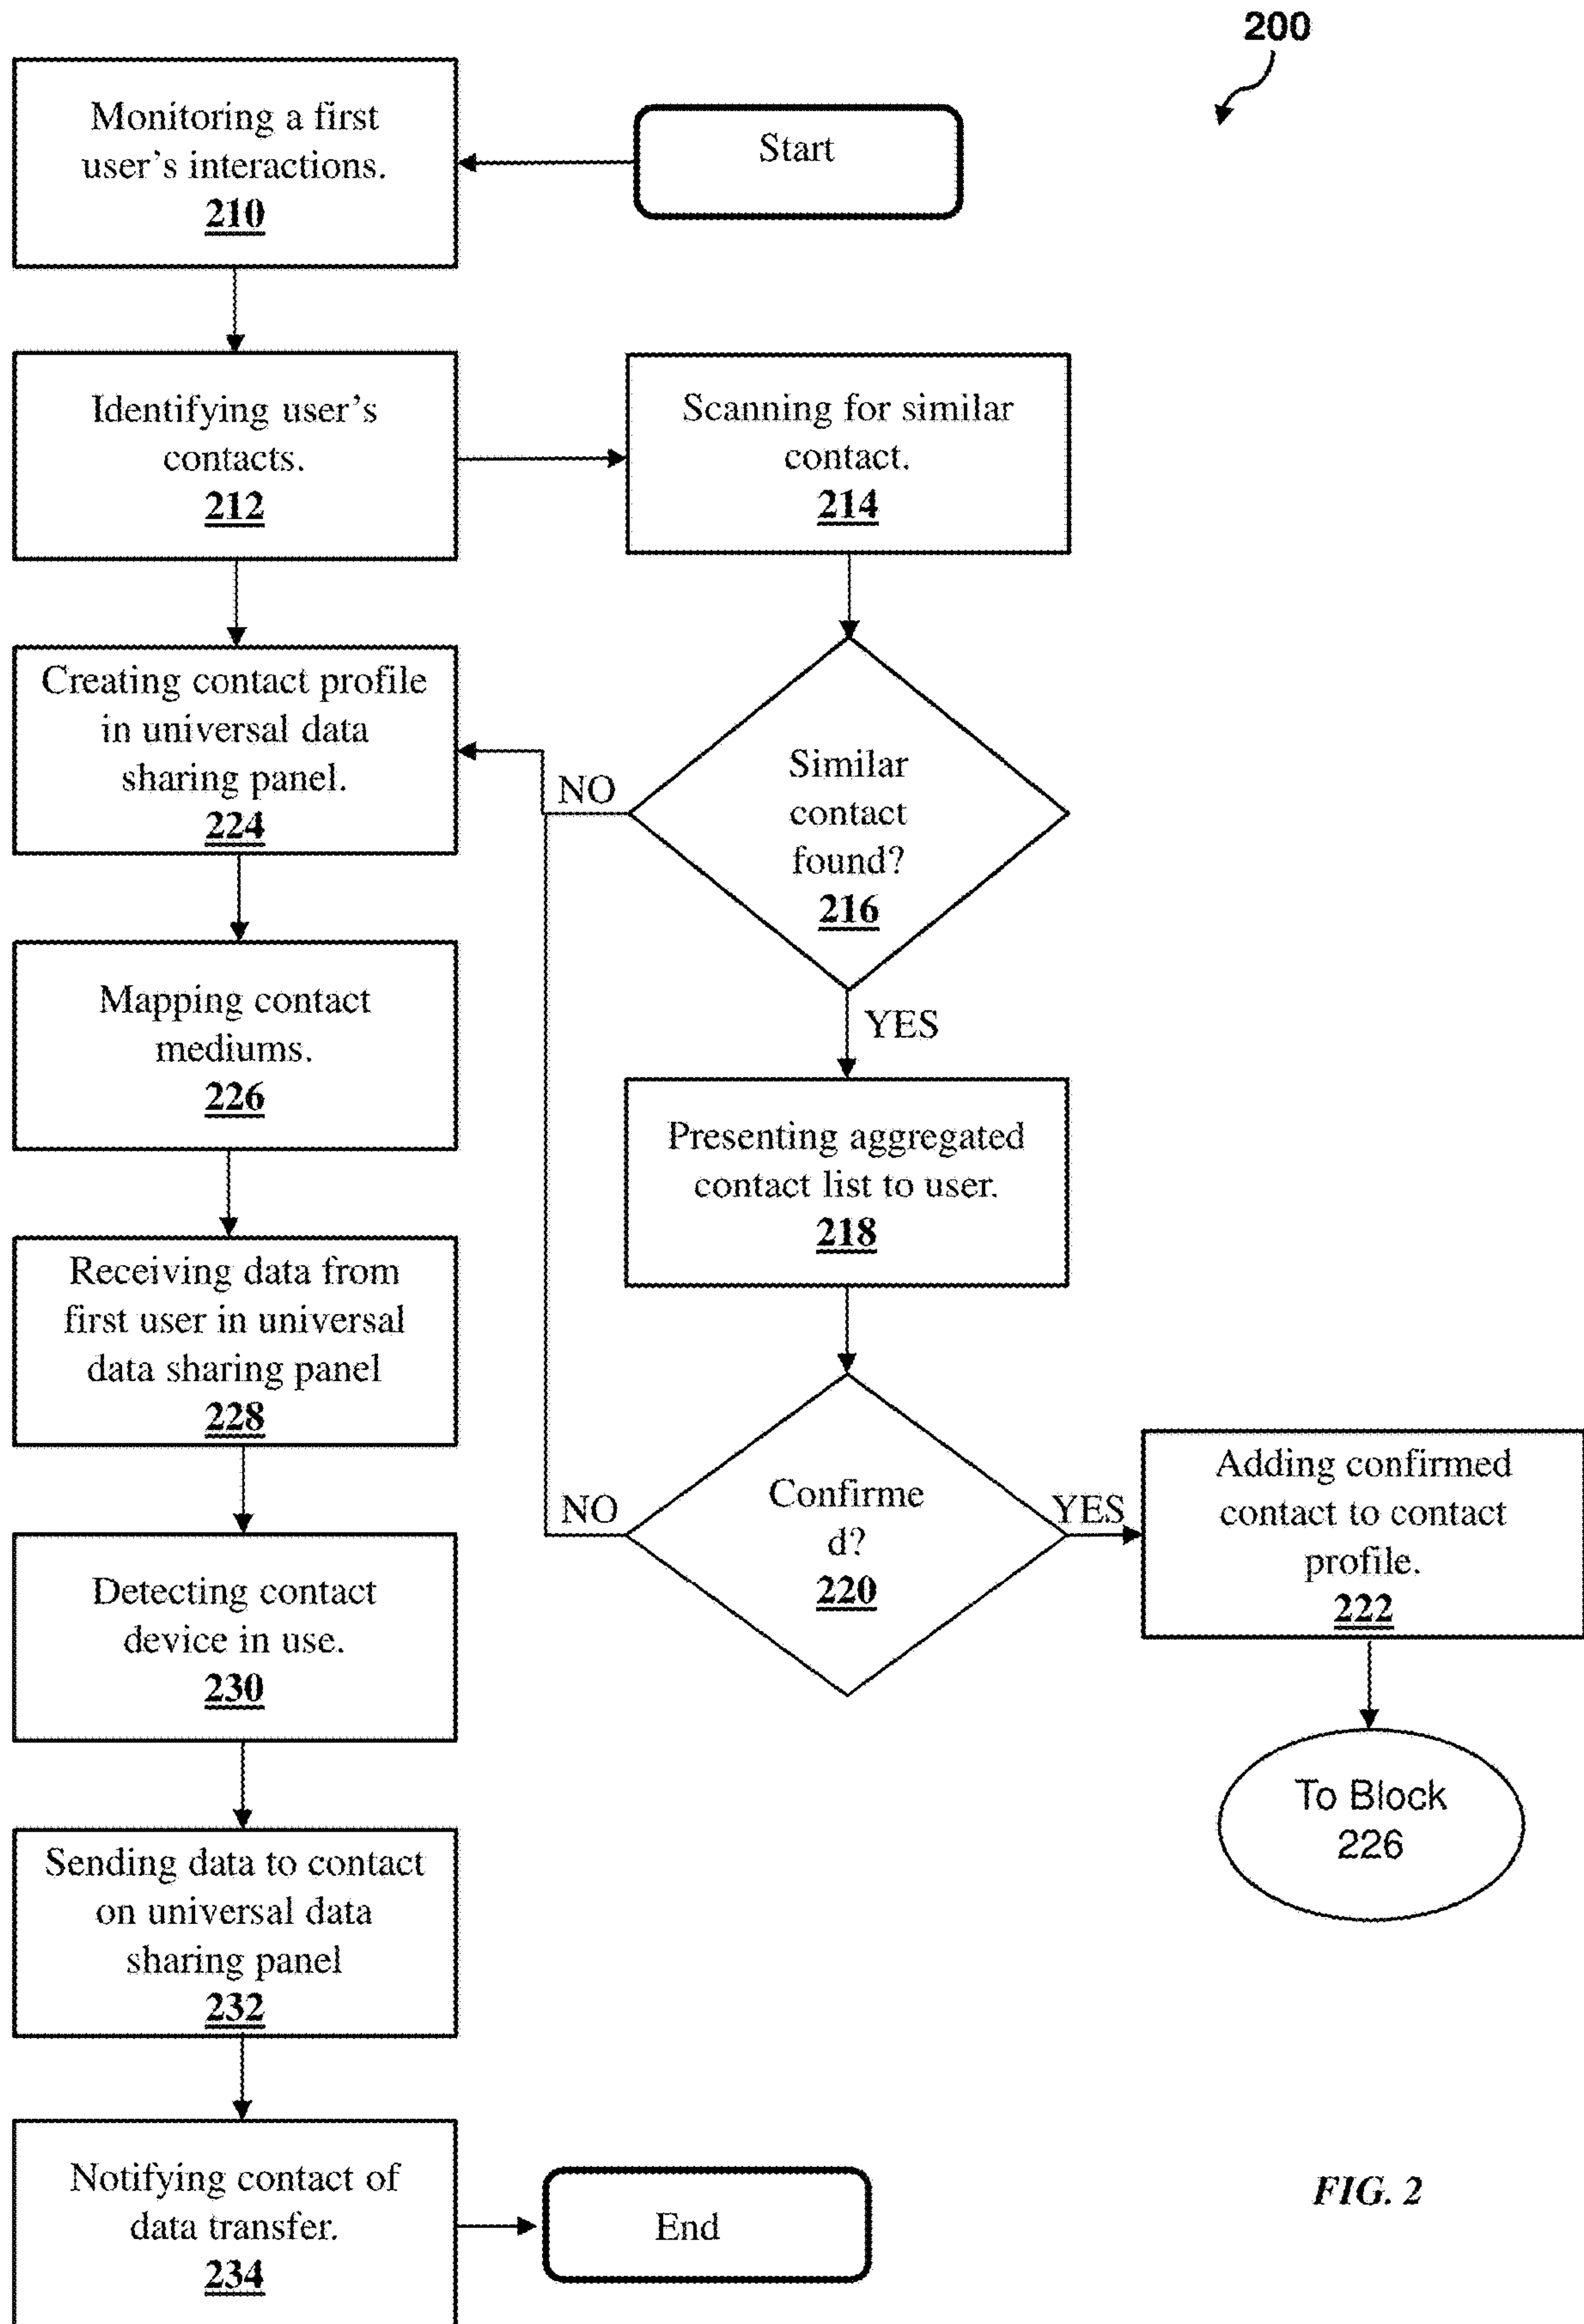 200
Start
Monitoring a first
user's interactions.
210
Identifying user's
contacts.
212
Scanning for similar
contact.
214
Creating contact profile
in universal data
sharing panel.
224
NO
Similar
contact
found?
216
YES
Mapping contact
mediums.
226
Presenting aggregated
contact list to user.
218
Receiving data from
first user in universal
data sharing panel
228
NO
Confirme
d?
220
YES
Adding confirmed
contact to contact
profile.
222
Detecting contact
device in use.
230
To Block
226
Sending data to contact
on universal data
sharing panel
232
Notifying contact of
data transfer.
234
End
FIG. 2